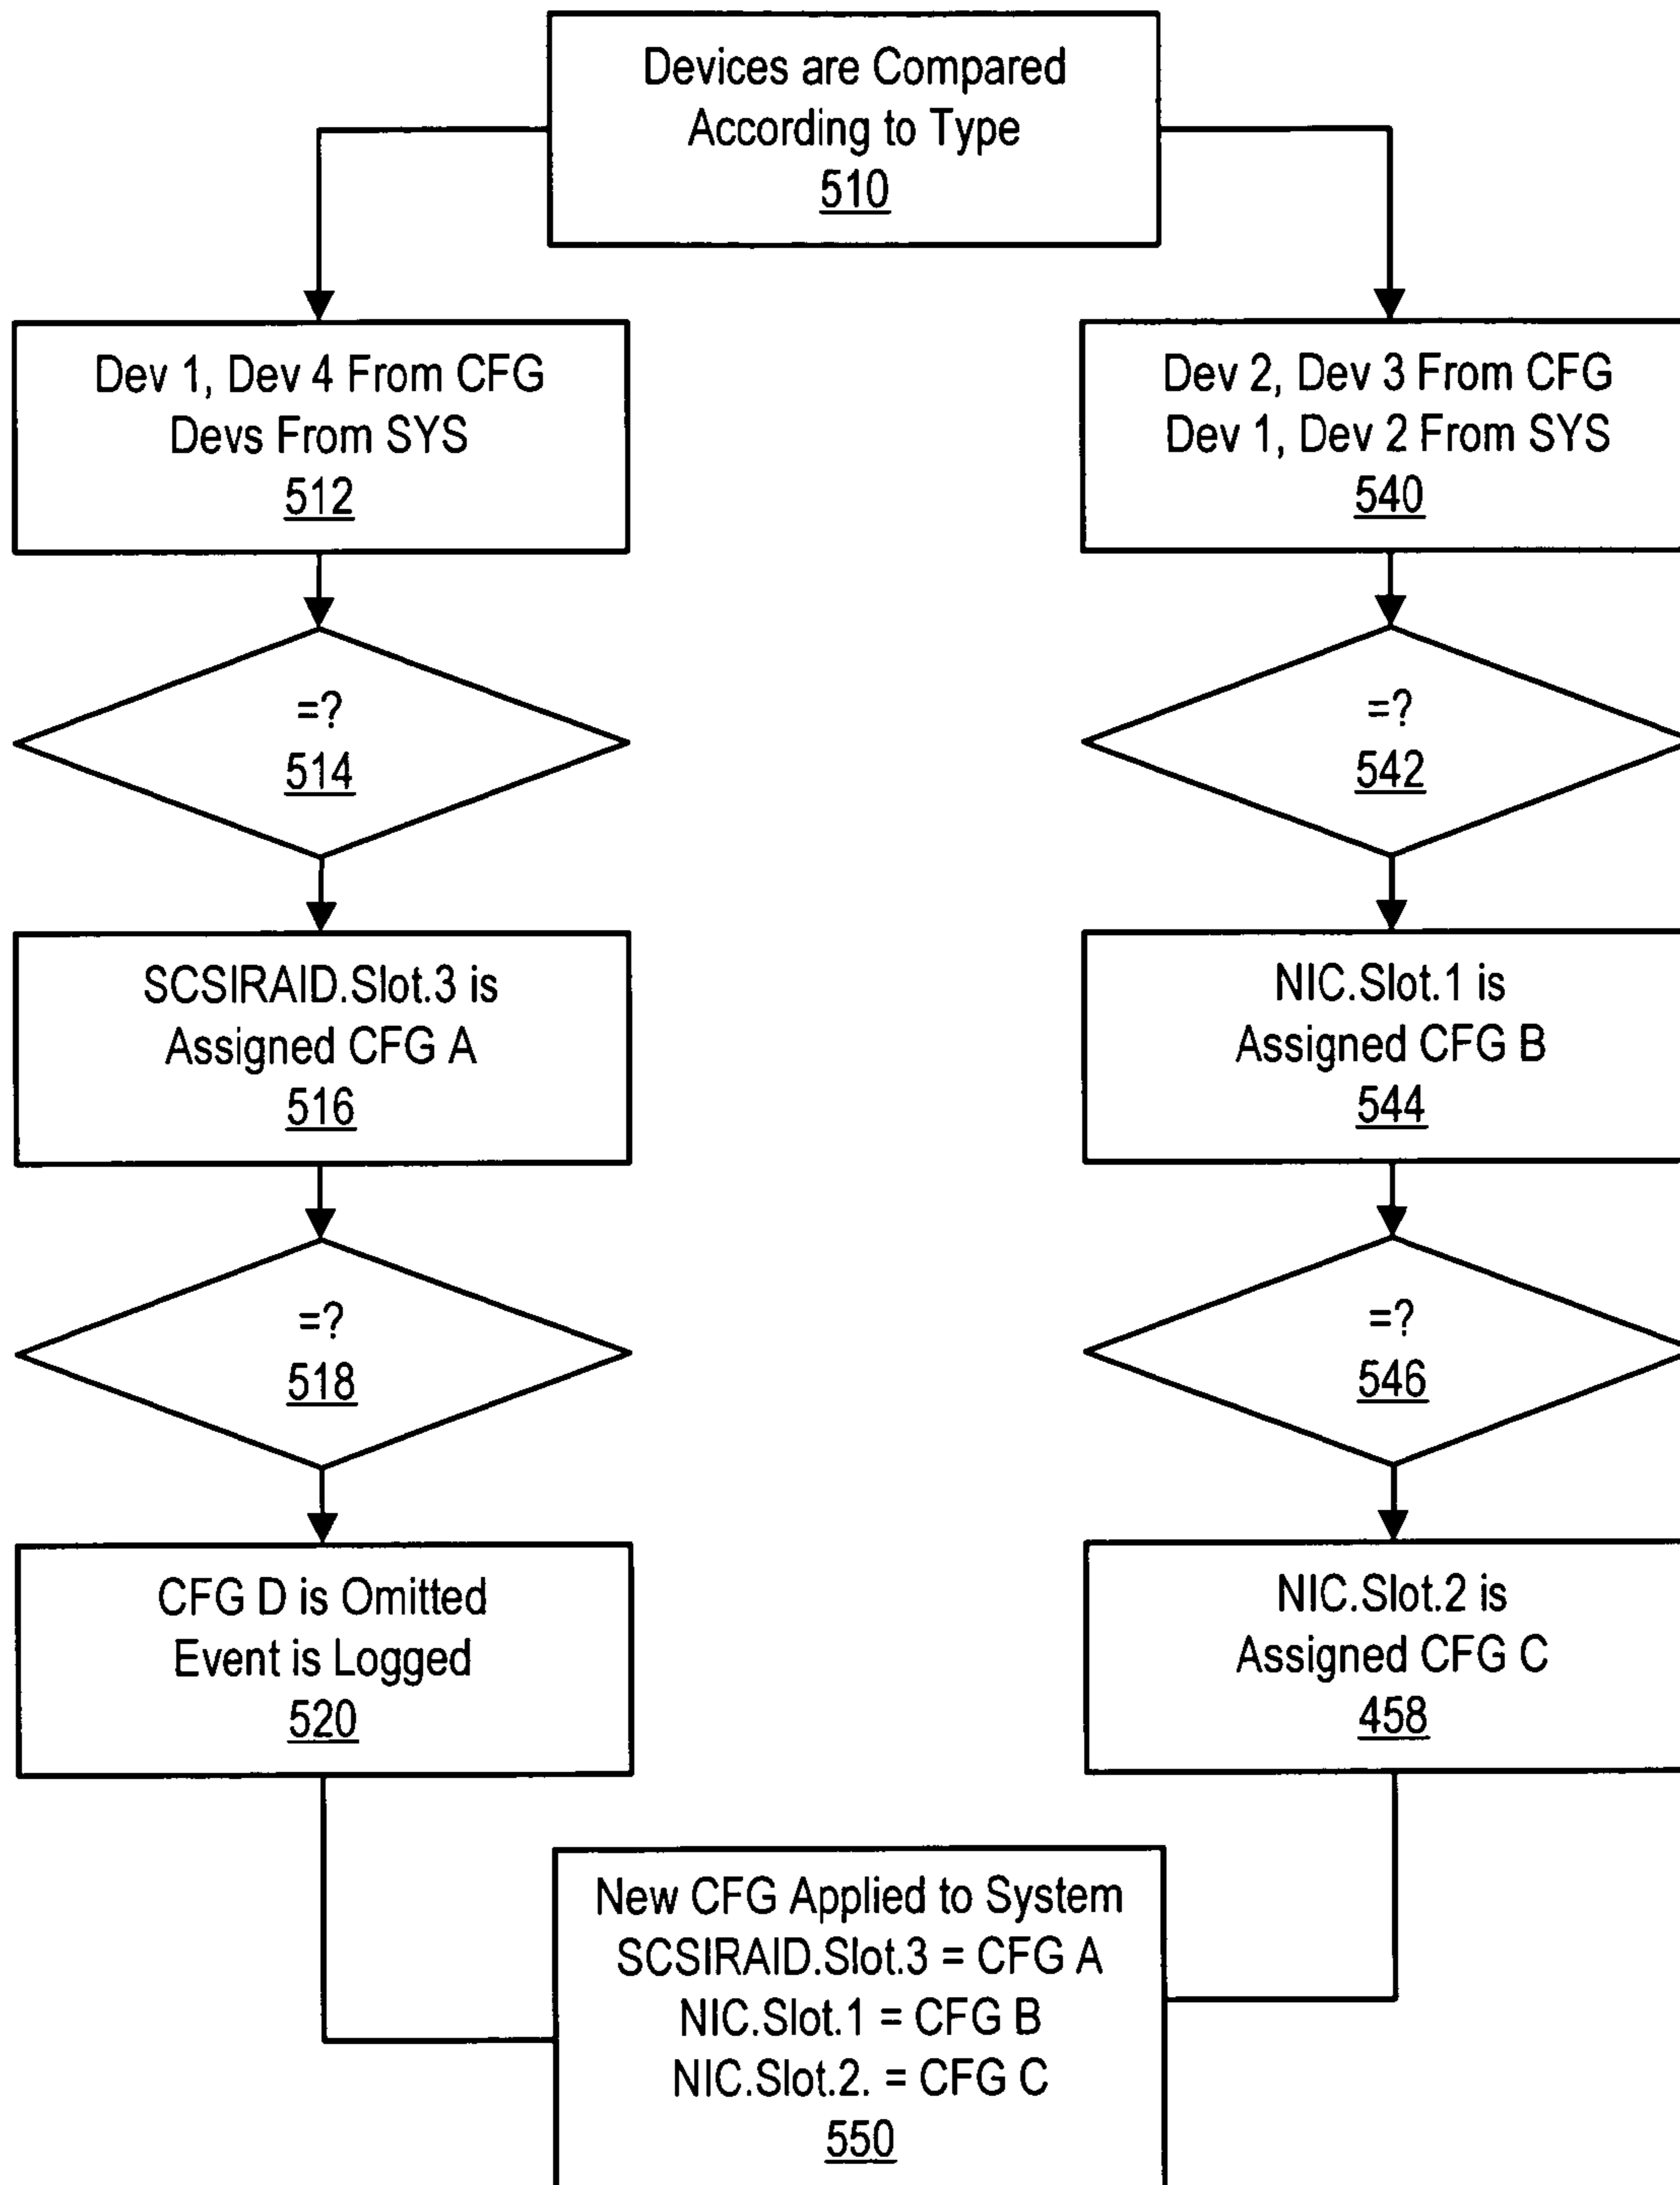 Devices are Compared
According to Type
510
Dev 1, Dev 4 From CFG
Devs From SYS
512
=?
514
SCSIRAID.Slot.3 is
Assigned CFG A
516
=?
518
CFG D is Omitted
Event is Logged
520
Dev 2, Dev 3 From CFG
Dev 1, Dev 2 From SYS
540
=?
542
NIC.Slot.1 is
Assigned CFG B
544
=?
546
NIC.Slot.2 is
Assigned CFG C
458
New CFG Applied to System
SCSIRAID.Slot.3 = CFG A
NIC.Slot.1 = CFG B
NIC.Slot.2. = CFG C
550